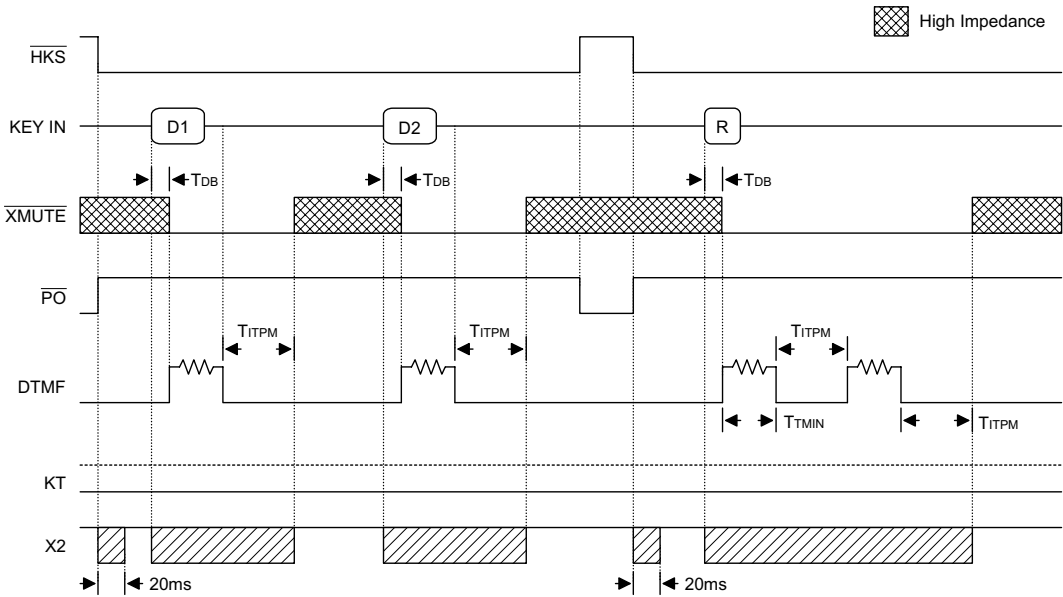 High Impedance
HKS
KEY IN D1 D2 R
TDB TDB TDB
XMUTE
PO
TITPM TITPM TITPM
DTMF
TTMIN TITPM
KT
X2
20ms 20ms